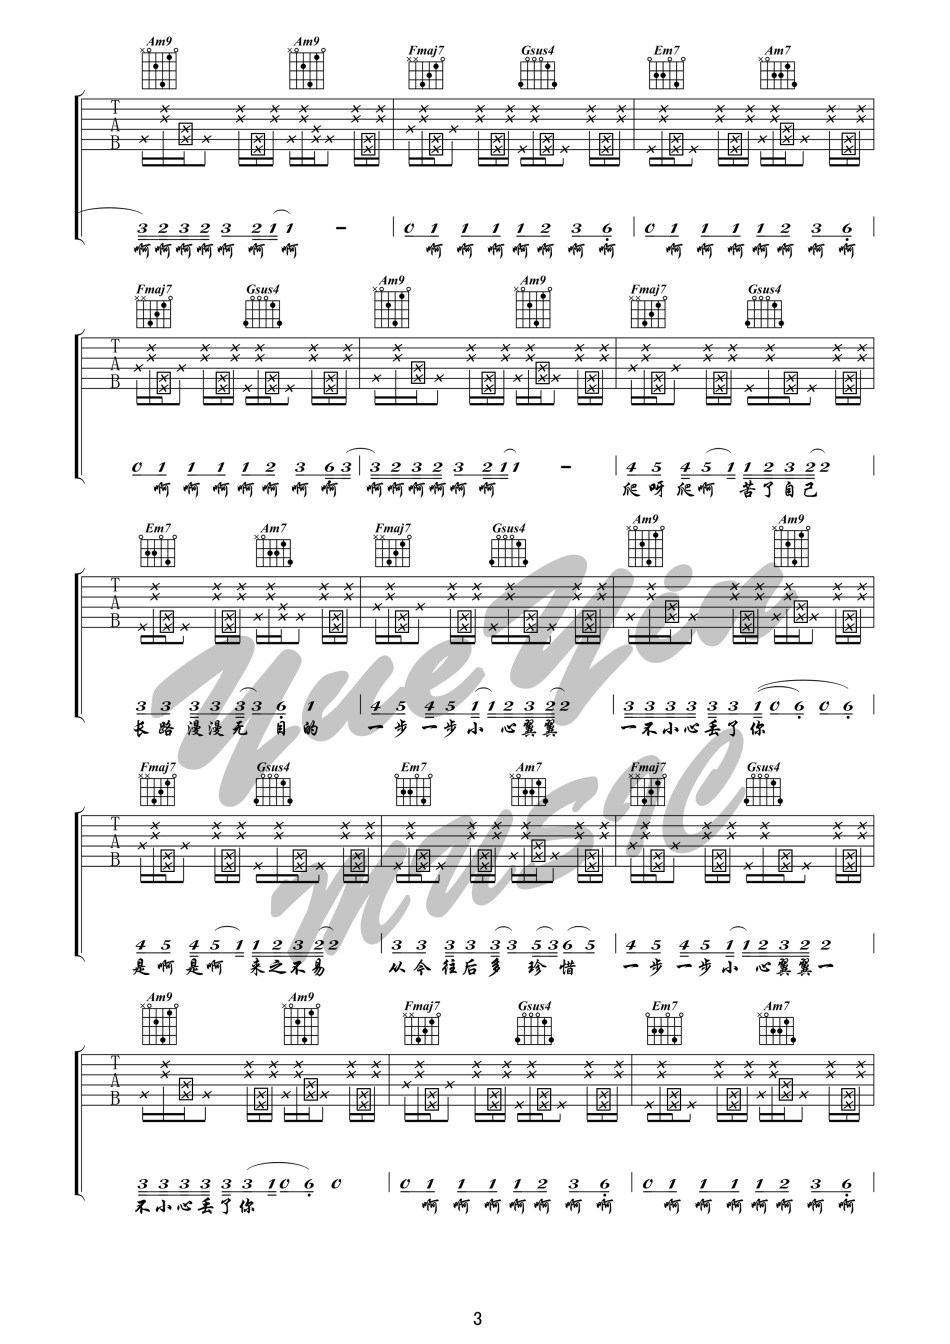 Am9 Am9 Fmaj7 Gsus4 Em7 Am7
T
A
B
3 2 3 2 3 2 1 1 - 0 1 1 1 1 2 3 6 0 1 1 1 1 2 3 6
啊 啊 啊 啊 啊 啊 啊 啊 啊 啊 啊 啊 啊 啊 啊 啊 啊 啊 啊 啊 啊
Fmaj7 Gsus4 Am9 Am9 Fmaj7 Gsus4
T
A
B
0 1 1 1 1 2 3 6 3 3 2 3 2 3 2 1 1 - 4 5 4 5 1 1 2 3 2 2
啊 啊 啊 啊 啊 啊 啊 啊 啊 啊 啊 啊 啊 爬 呀 爬 啊 苦 了 自 己
Em7 Am7 Fmaj7 Gsus4 Am9 Am9
T
A
B
3 3 3 3 3 3 6 1 4 5 4 5 1 1 2 3 2 2 3 3 3 3 3 3 1 0 6 0 6
长 路 漫 漫 无 目 的 一 步 一 步 小 心 翼 翼 一 不 小 心 丢 了 你
Fmaj7 Gsus4 Em7 Am7 Fmaj7 Gsus4
T
A
B
4 5 4 5 1 1 2 3 2 2 3 3 3 3 3 3 5 3 6 5 4 5 4 5 1 1 2 3 2 2
是 啊 是 啊 来 之 不 易 从 今 往 后 多 珍 惜 一 步 一 步 小 心 翼 翼 一
Am9 Am9 Fmaj7 Gsus4 Em7 Am7
T
A
B
3 3 3 3 3 3 1 0 6 0 0 1 1 1 1 2 3 6 0 1 1 1 1 2 3 6
不 小 心 丢 了 你 啊 啊 啊 啊 啊 啊 啊 啊 啊 啊 啊 啊 啊 啊
YueYin
MUSIC
3